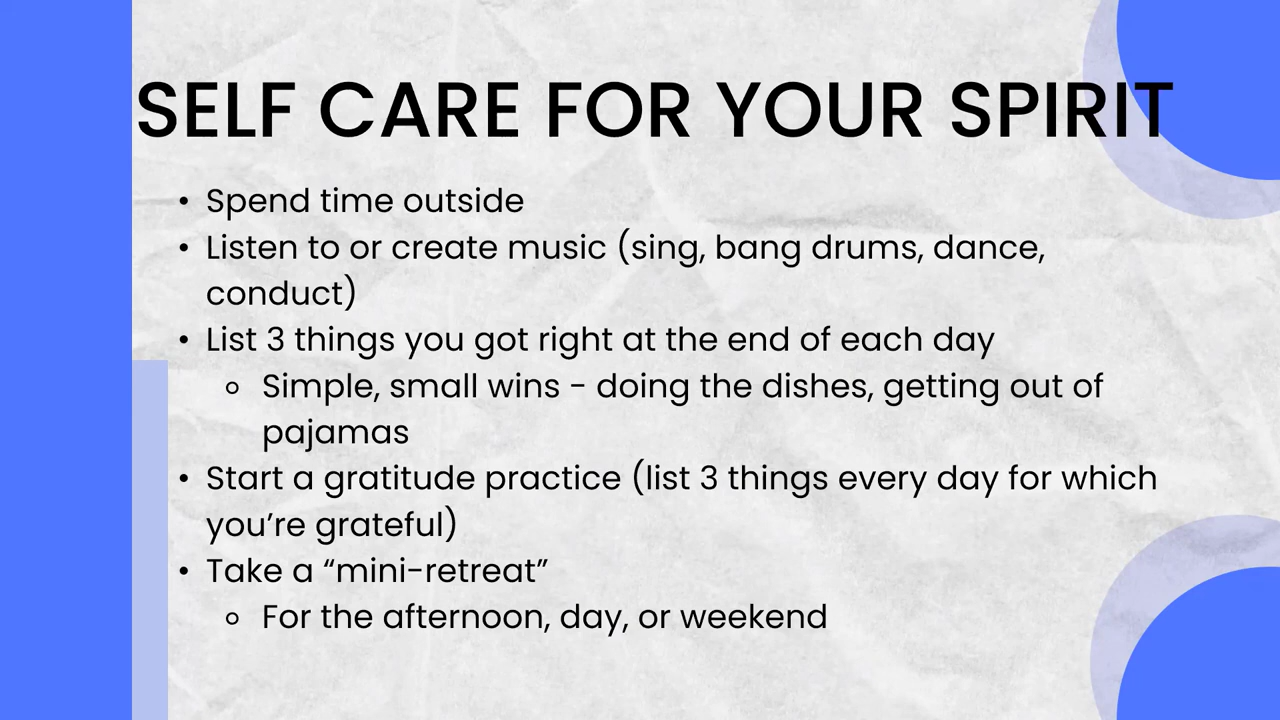 SELF CARE FOR YOUR SPIRIT
• Spend time outside
• Listen to or create music (sing, bang drums, dance,
conduct)
• List 3 things you got right at the end of each day
◦ Simple, small wins - doing the dishes, getting out of
pajamas
• Start a gratitude practice (list 3 things every day for which
you’re grateful)
• Take a “mini-retreat”
◦ For the afternoon, day, or weekend